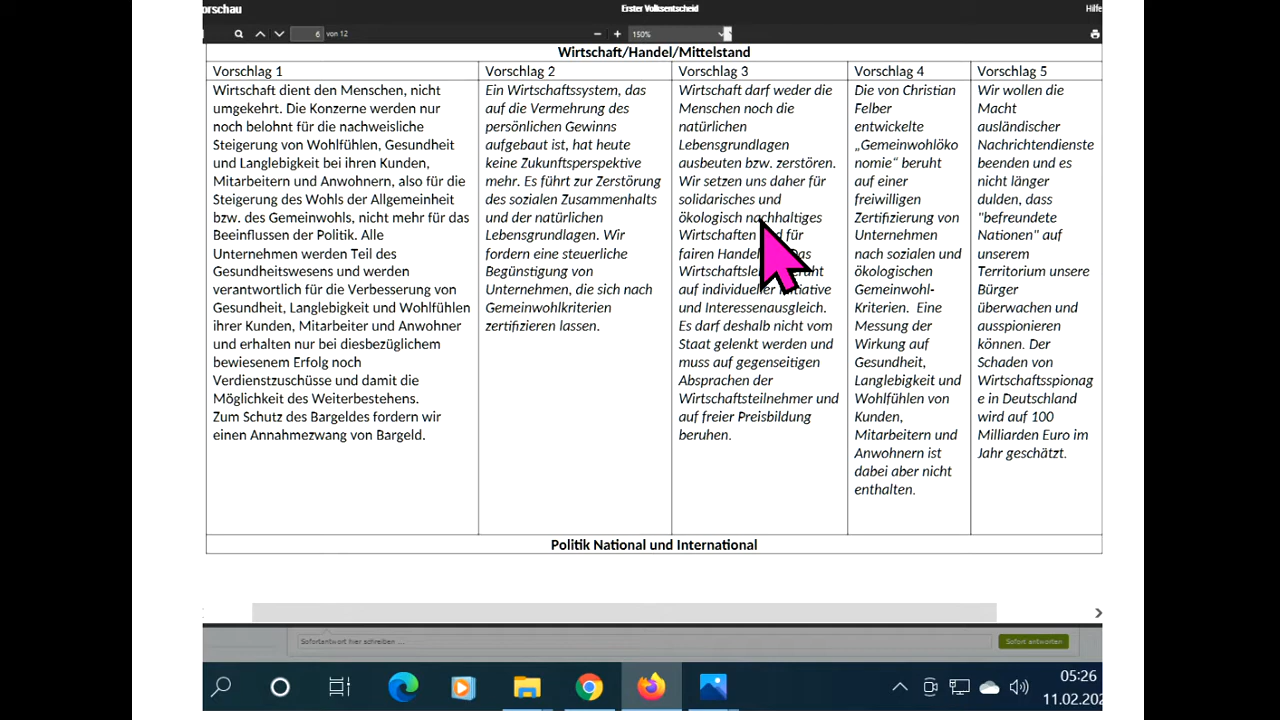 orschau
Erster Volksentscheid
Hilfe
6 von 12
150%
Wirtschaft/Handel/Mittelstand
Vorschlag 1
Wirtschaft dient den Menschen, nicht
umgekehrt. Die Konzerne werden nur
noch belohnt für die nachweisliche
Steigerung von Wohlfühlen, Gesundheit
und Langlebigkeit bei ihren Kunden,
Mitarbeitern und Anwohnern, also für die
Steigerung des Wohls der Allgemeinheit
bzw. des Gemeinwohls, nicht mehr für das
Beeinflussen der Politik. Alle
Unternehmen werden Teil des
Gesundheitswesens und werden
verantwortlich für die Verbesserung von
Gesundheit, Langlebigkeit und Wohlfühlen
ihrer Kunden, Mitarbeiter und Anwohner
und erhalten nur bei diesbezüglichem
bewiesenem Erfolg noch
Verdienstzuschüsse und damit die
Möglichkeit des Weiterbestehens.
Zum Schutz des Bargeldes fordern wir
einen Annahmezwang von Bargeld.
Vorschlag 2
Ein Wirtschaftssystem, das
auf die Vermehrung des
persönlichen Gewinns
aufgebaut ist, hat heute
keine Zukunftsperspektive
mehr. Es führt zur Zerstörung
des sozialen Zusammenhalts
und der natürlichen
Lebensgrundlagen. Wir
fordern eine steuerliche
Begünstigung von
Unternehmen, die sich nach
Gemeinwohlkriterien
zertifizieren lassen.
Vorschlag 3
Wirtschaft darf weder die
Menschen noch die
natürlichen
Lebensgrundlagen
ausbeuten bzw. zerstören.
Wir setzen uns daher für
solidarisches und
ökologisch nachhaltiges
Wirtschaften für
fairen Handel
auf individueller
und Interessenausgleich.
Es darf deshalb nicht vom
Staat gelenkt werden und
muss auf gegenseitigen
Absprachen der
Wirtschaftsteilnehmer und
auf freier Preisbildung
beruhen.
Vorschlag 4
Die von Christian
Felber
entwickelte
„Gemeinwohlöko
nomie“ beruht
auf einer
freiwilligen
Zertifizierung von
Unternehmen
nach sozialen und
ökologischen
Gemeinwohl-
Kriterien. Eine
Messung der
Wirkung auf
Gesundheit,
Langlebigkeit und
Wohlfühlen von
Kunden,
Mitarbeitern und
Anwohnern ist
dabei aber nicht
enthalten.
Vorschlag 5
Wir wollen die
Macht
ausländischer
Nachrichtendienste
beenden und es
nicht länger
dulden, dass
"befreundete
Nationen" auf
unserem
Territorium unsere
Bürger
überwachen und
ausspionieren
können. Der
Schaden von
Wirtschaftsspionag
e in Deutschland
wird auf 100
Milliarden Euro im
Jahr geschätzt.
Politik National und International
Sofortantwort hier schreiben ...
Sofort antworten
05:26
11.02.202